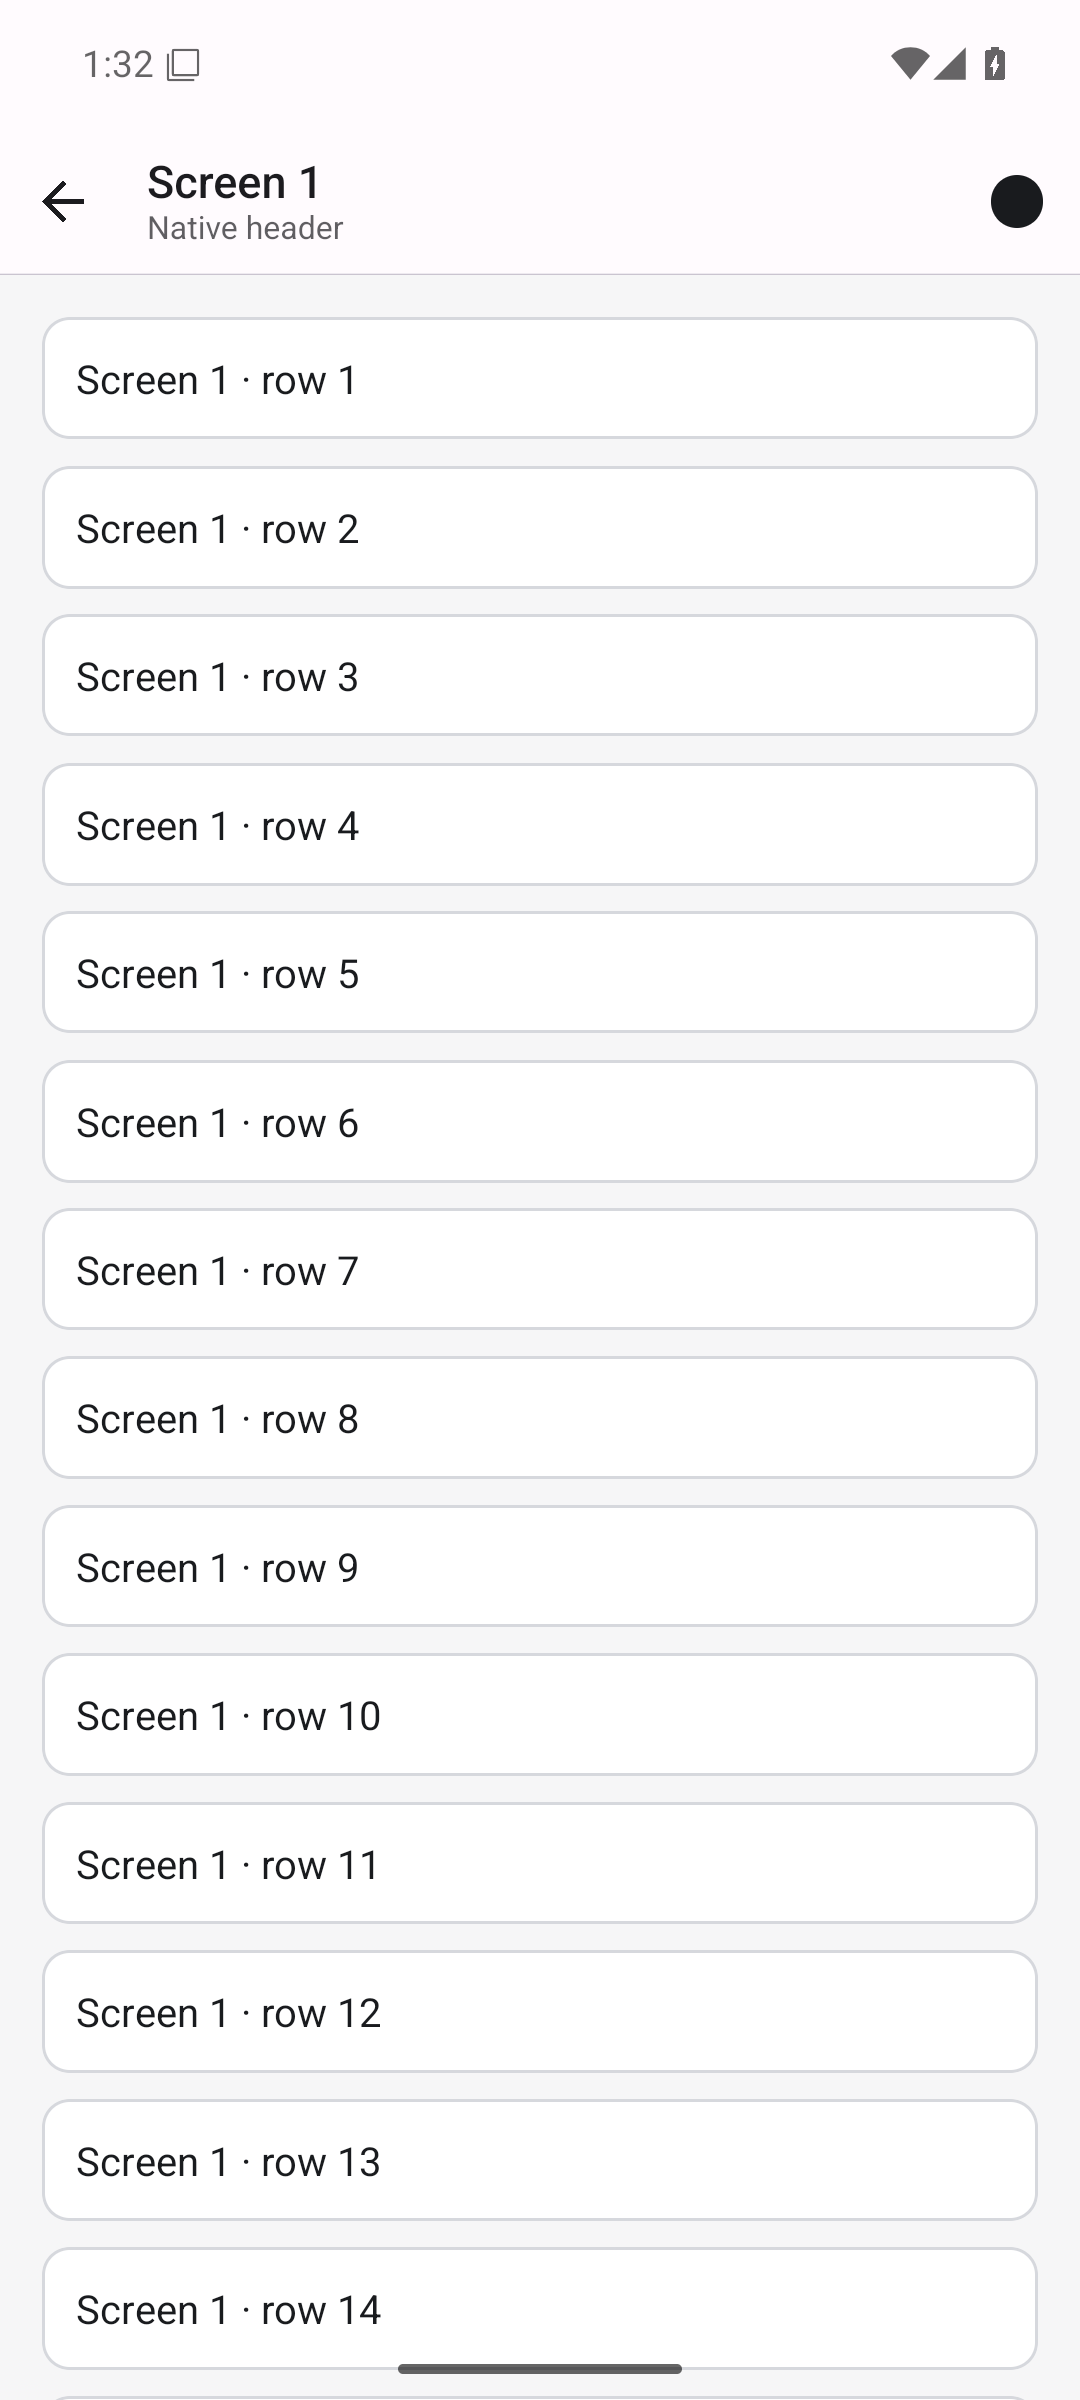 1:32
Screen 1
Native header
Screen 1 · row 1
Screen 1 · row 2
Screen 1 · row 3
Screen 1 · row 4
Screen 1 · row 5
Screen 1 · row 6
Screen 1 · row 7
Screen 1 · row 8
Screen 1 · row 9
Screen 1 · row 10
Screen 1 · row 11
Screen 1 · row 12
Screen 1 · row 13
Screen 1 · row 14